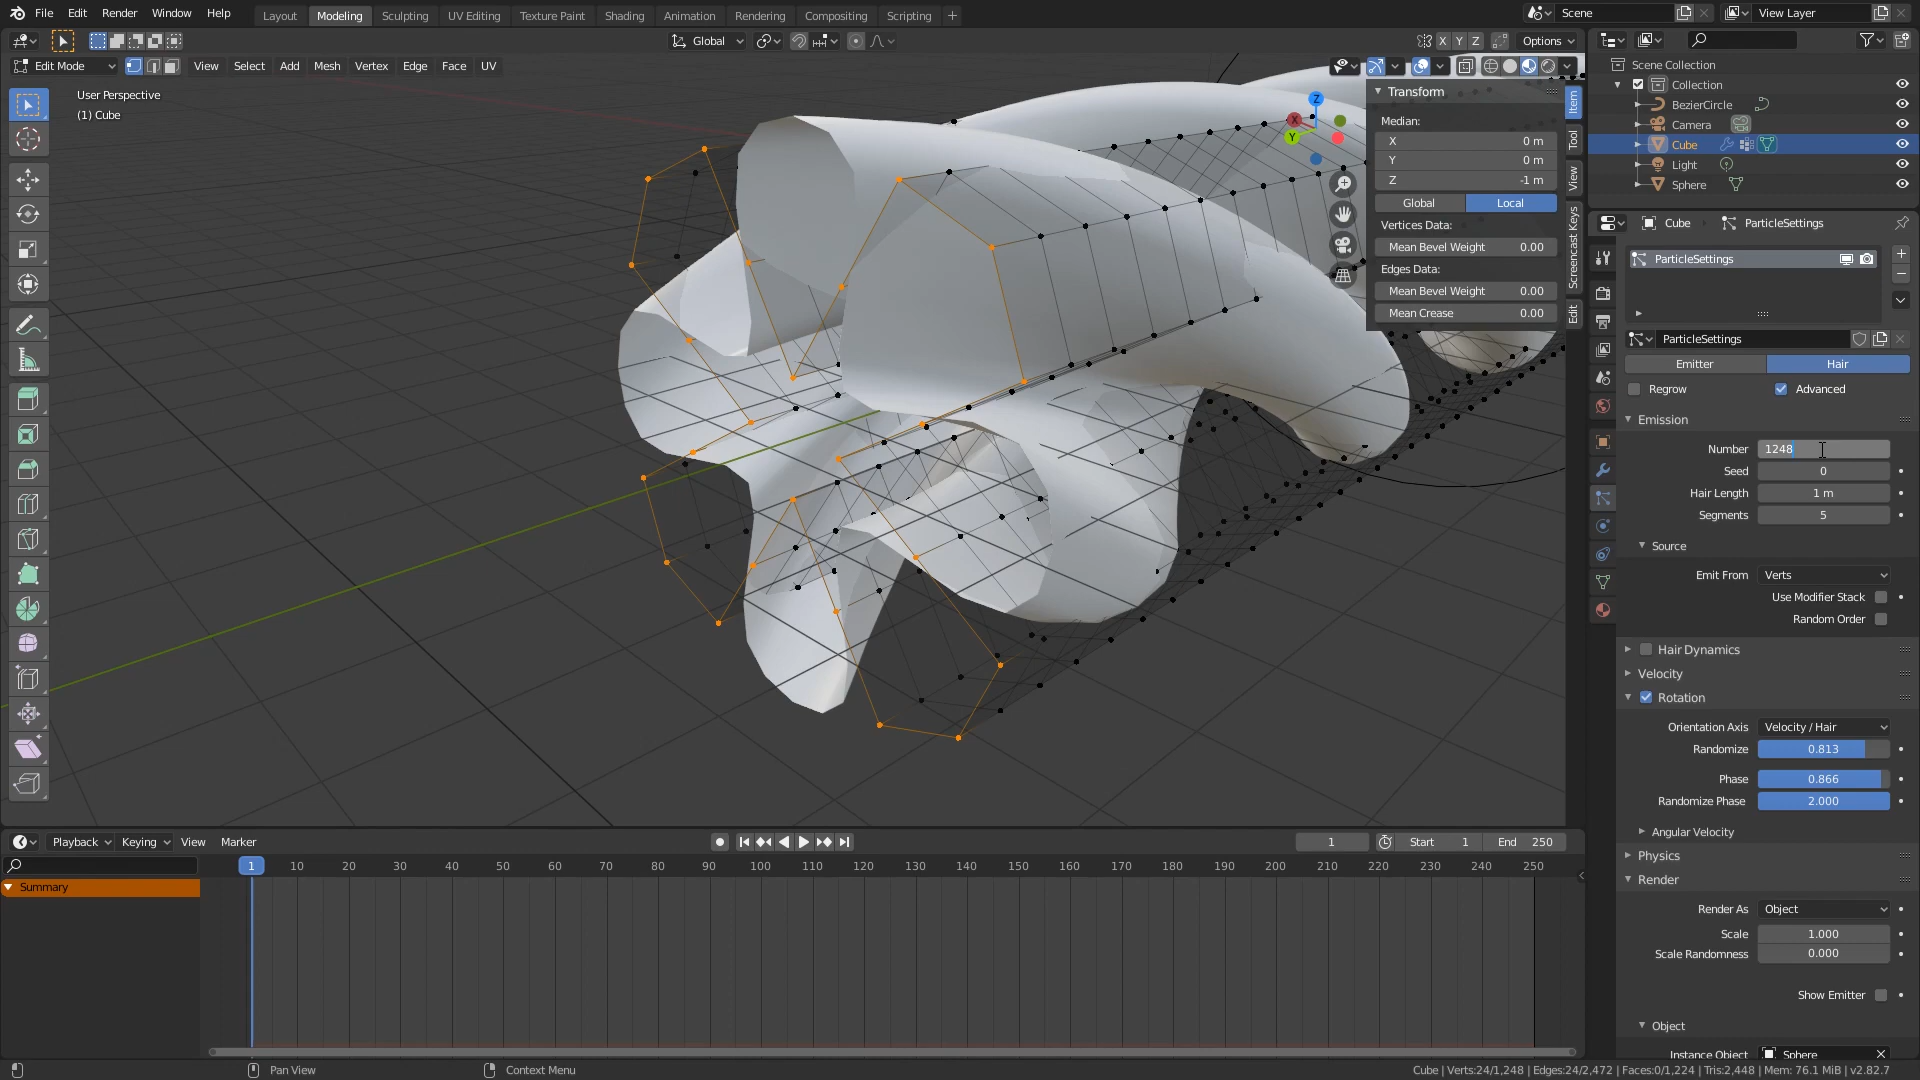 File Edit Render Window Help
Layout Modeling Sculpting UV Editing Texture Paint Shading Animation Rendering Compositing Scripting +
Scene View Layer
Global X Y Z Options
Edit Mode View Select Add Mesh Vertex Edge Face UV
User Perspective
(1) Cube
Z
X
Y
Transform
Median:
X 0 m
Y 0 m
Z -1 m
Global Local
Vertices Data:
Mean Bevel Weight 0.00
Edges Data:
Mean Bevel Weight 0.00
Mean Crease 0.00
Item
Tool
View
Screencast Keys
Edit
Scene Collection
Collection
BezierCircle
Camera
Cube
Light
Sphere
Cube ParticleSettings
ParticleSettings
ParticleSettings
Emitter Hair
Regrow Advanced
Emission
Number 1248
Seed 0
Hair Length 1 m
Segments 5
Source
Emit From Verts
Use Modifier Stack
Random Order
Hair Dynamics
Velocity
Rotation
Orientation Axis Velocity / Hair
Randomize 0.813
Phase 0.866
Randomize Phase 2.000
Angular Velocity
Physics
Render
Render As Object
Scale 1.000
Scale Randomness 0.000
Show Emitter
Object
Instance Object Sphere
Playback Keying View Marker 1 Start 1 End 250
1 10 20 30 40 50 60 70 80 90 100 110 120 130 140 150 160 170 180 190 200 210 220 230 240 250
Summary
Pan View Context Menu Cube | Verts:24/1,248 | Edges:24/2,472 | Faces:0/1,224 | Tris:2,448 | Mem: 76.1 MiB | v2.82.7